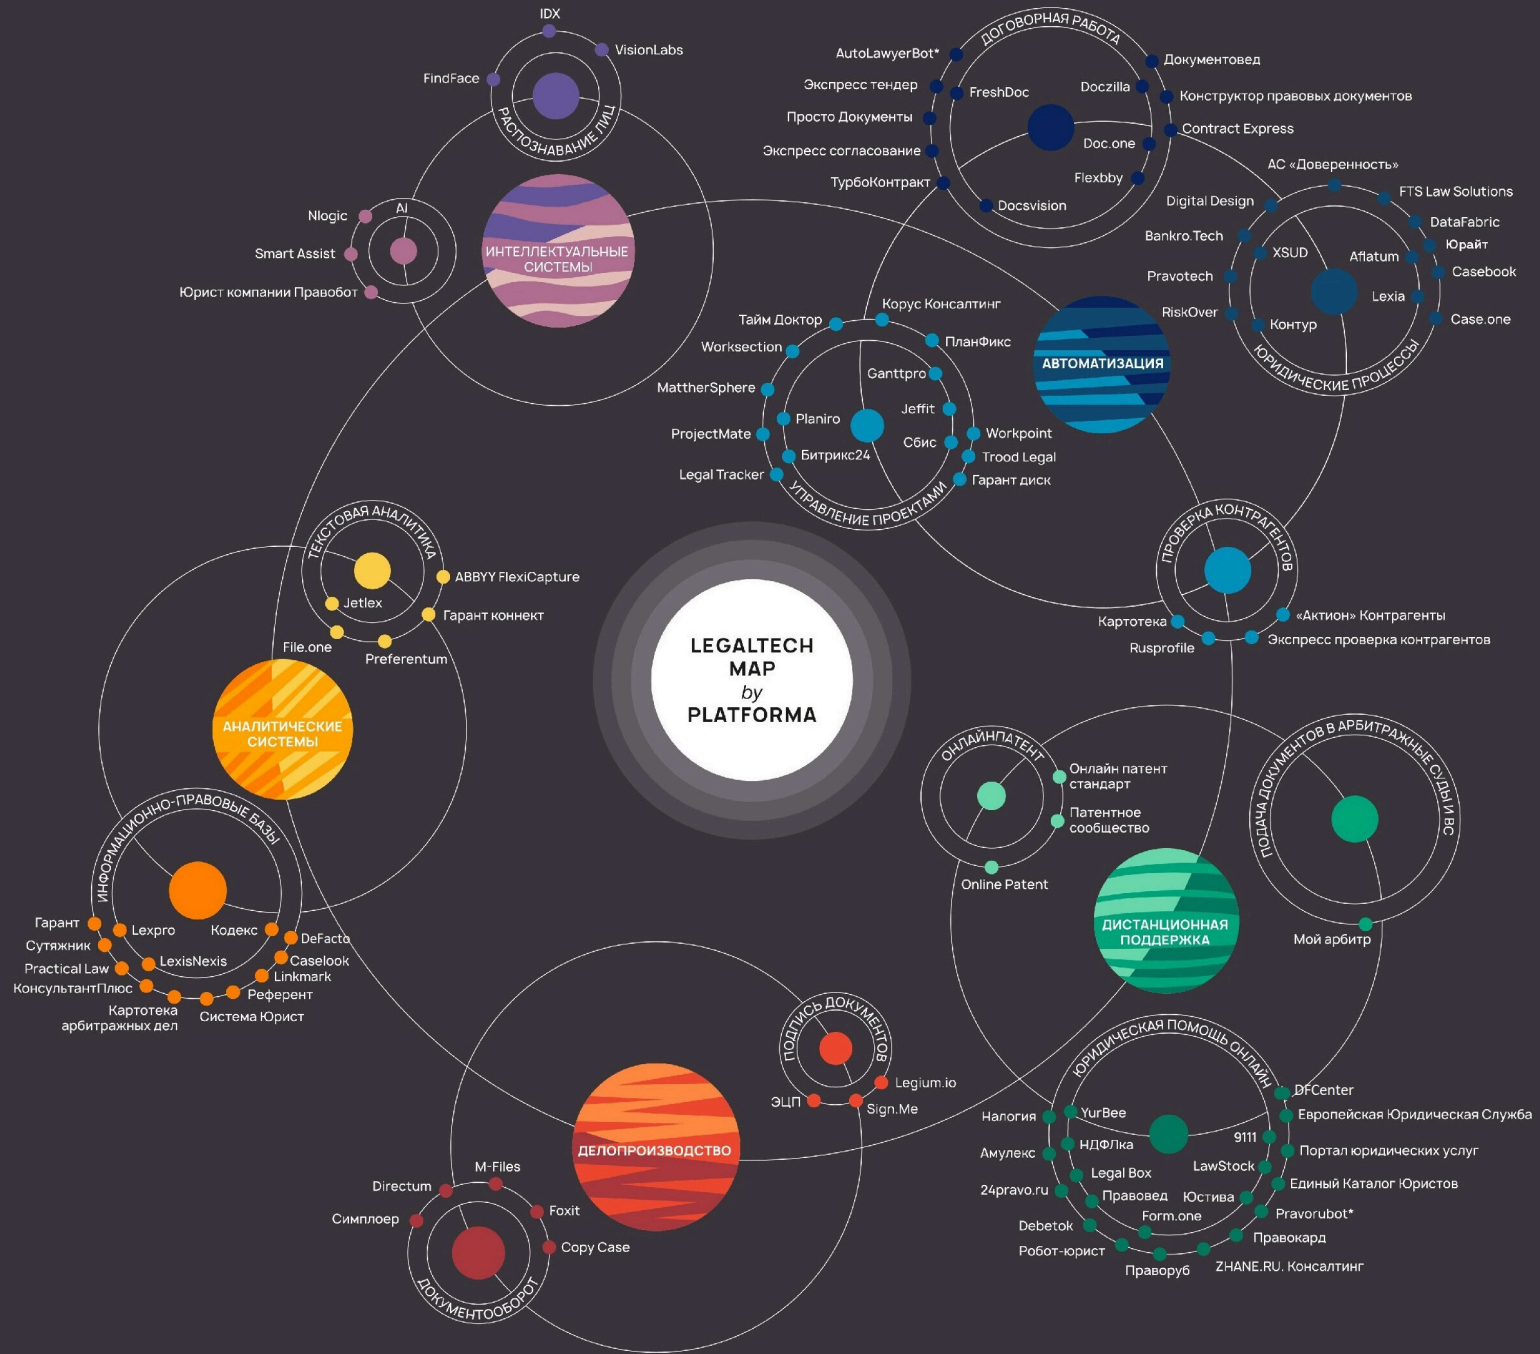 IDX
VisionLabs
FindFace
РАСПОЗНАВАНИЕ ЛИЦ
AI
Nlogic
Smart Assist
Юрист компании Правобот
ИНТЕЛЛЕКТУАЛЬНЫЕ
СИСТЕМЫ
ДОГОВОРНАЯ РАБОТА
AutoLawyerBot*
Экспресс тендер
Просто Документы
Экспресс согласование
ТурбоКонтракт
FreshDoc
Doczilla
Doc.one
Flexbby
Docsvision
Документовед
Конструктор правовых документов
Contract Express
АС «Доверенность»
FTS Law Solutions
Digital Design
DataFabric
Bankro.Tech
Юрайт
XSUD
Aflatum
Casebook
Pravotech
Lexia
RiskOver
Контур
Case.one
ЮРИДИЧЕСКИЕ ПРОЦЕССЫ
Корус Консалтинг
Тайм Доктор
ПланФикс
Worksection
Ganttpro
MattherSphere
Jeffit
Planiro
ProjectMate
Сбис
Workpoint
Битрикс24
Trood Legal
Legal Tracker
Гарант диск
УПРАВЛЕНИЕ ПРОЕКТАМИ
АВТОМАТИЗАЦИЯ
ПРОВЕРКА КОНТРАГЕНТОВ
Картотека
«Актион» Контрагенты
Rusprofile
Экспресс проверка контрагентов
ТЕКСТОВАЯ АНАЛИТИКА
ABBYY FlexiCapture
Jetlex
Гарант коннект
File.one
Preferentum
LEGALTECH
MAP
by
PLATFORMA
АНАЛИТИЧЕСКИЕ
СИСТЕМЫ
ИНФОРМАЦИОННО-ПРАВОВЫЕ БАЗЫ
Гарант
Lexpro
Кодекс
DeFacto
Сутяжник
Caselook
Practical Law
LexisNexis
Linkmark
КонсультантПлюс
Референт
Картотека
арбитражных дел
Система Юрист
ОНЛАЙНПАТЕНТ
Онлайн патент
стандарт
Патентное
сообщество
Online Patent
ПОДАЧА ДОКУМЕНТОВ В АРБИТРАЖНЫЕ СУДЫ И ВС
Мой арбитр
ДИСТАНЦИОННАЯ
ПОДДЕРЖКА
ПОДПИСЬ ДОКУМЕНТОВ
Legium.io
ЭЦП
Sign.Me
ДЕЛОПРОИЗВОДСТВО
M-Files
Directum
Foxit
Симплоер
Copy Case
ДОКУМЕНТООБОРОТ
ЮРИДИЧЕСКАЯ ПОМОЩЬ ОНЛАЙН
DFCenter
Налогия
YurBee
Европейская Юридическая Служба
НДФЛка
9111
Амулекс
Портал юридических услуг
Legal Box
LawStock
24pravo.ru
Правовед
Юстива
Единый Каталог Юристов
Form.one
Pravorubot*
Debetok
Правокард
Робот-юрист
Праворуб
ZHANE.RU. Консалтинг